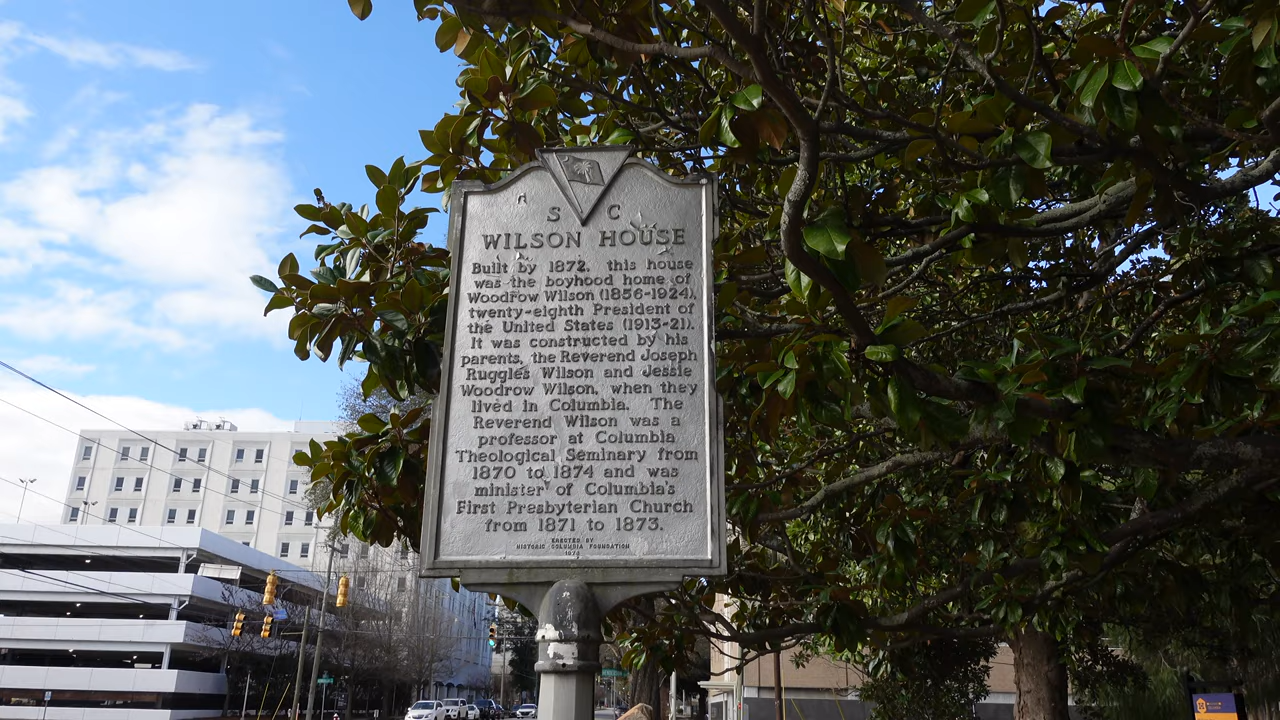 S C
WILSON HOUSE
Built by 1872, this house
was the boyhood home of
Woodrow Wilson (1856-1924),
twenty-eighth President of
the United States (1913-21).
It was constructed by his
parents, the Reverend Joseph
Ruggles Wilson and Jessie
Woodrow Wilson, when they
lived in Columbia. The
Reverend Wilson was a
professor at Columbia
Theological Seminary from
1870 to 1874 and was
minister of Columbia's
First Presbyterian Church
from 1871 to 1873.
ERECTED BY
HISTORIC COLUMBIA FOUNDATION